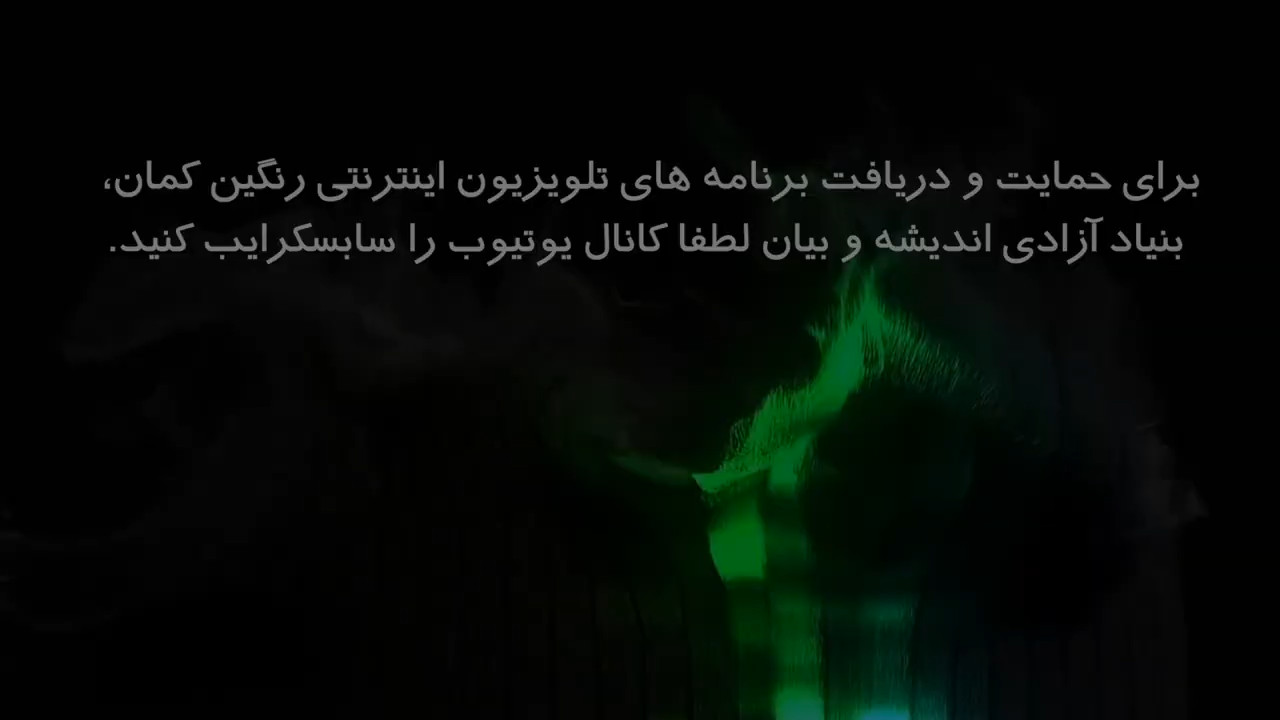 برای حمایت و دریافت برنامه های تلویزیون اینترنتی رنگین کمان،
بنیاد آزادی اندیشه و بیان لطفا کانال یوتیوب را سابسکرایب کنید.